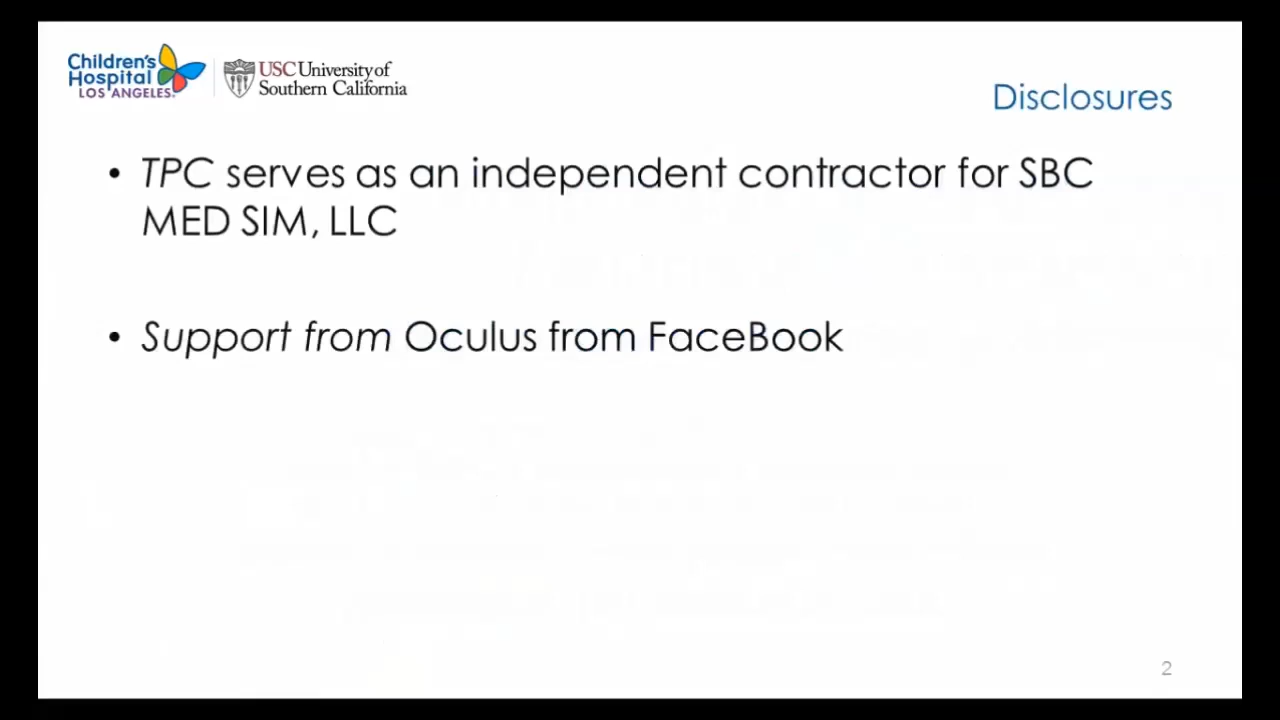 Children's
Hospital
LOS ANGELES.
USC University of
Southern California
Disclosures
• TPC serves as an independent contractor for SBC
MED SIM, LLC
• Support from Oculus from FaceBook
2